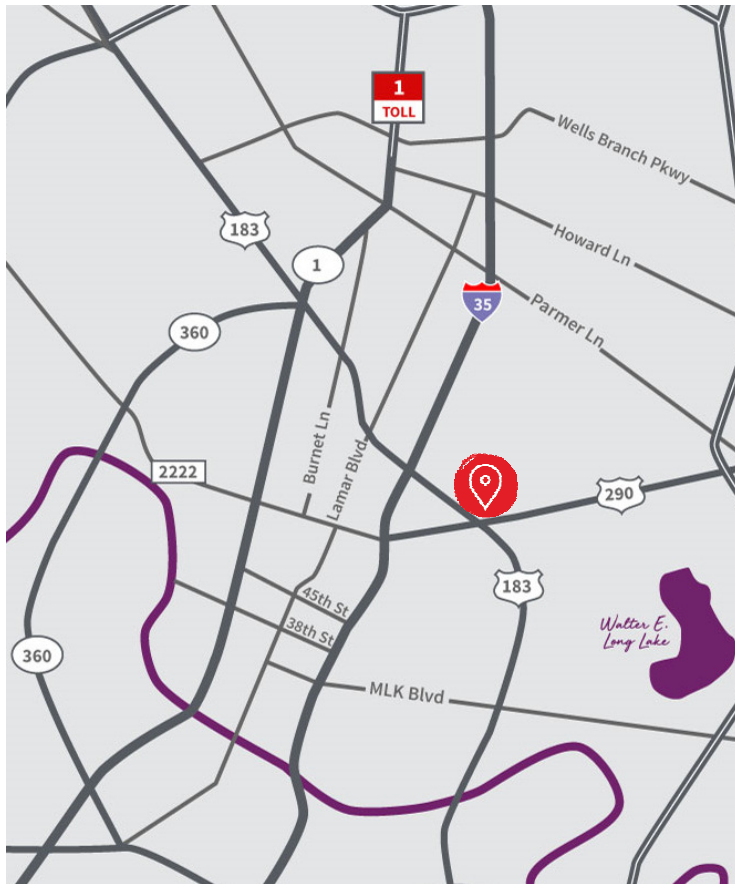 1
TOLL
Wells Branch Pkwy
183
Howard Ln
1
35
Parmer Ln
360
Burnet Ln
Lamar Blvd
2222
290
183
45th St
Walter E.
Long Lake
38th St
360
MLK Blvd